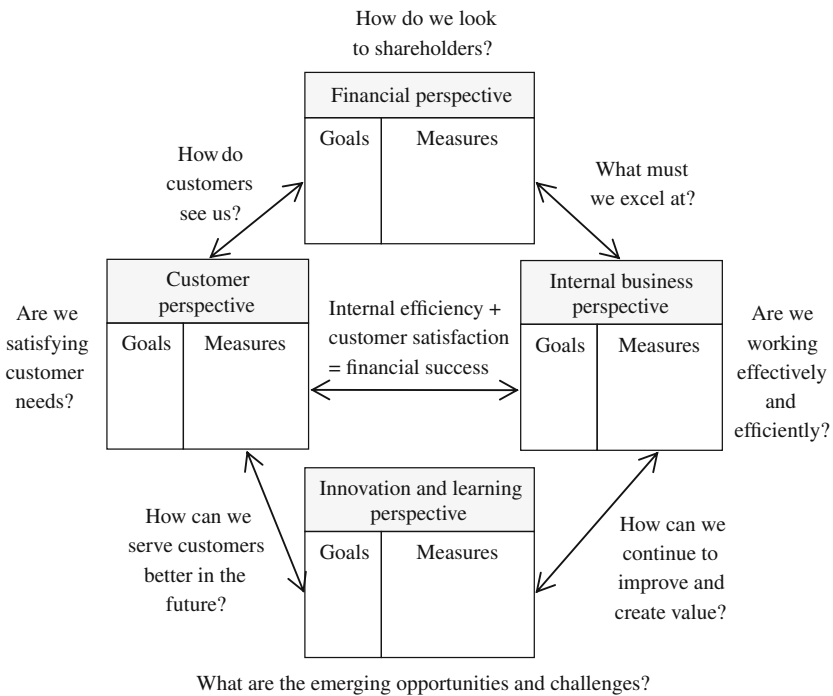 How do we look
to shareholders?
Financial perspective
Goals
Measures
How do
customers
see us?
What must
we excel at?
Customer
perspective
Goals
Measures
Internal efficiency +
customer satisfaction
= financial success
Internal business
perspective
Goals
Measures
Are we
satisfying
customer
needs?
Are we
working
effectively
and
efficiently?
Innovation and learning
perspective
Goals
Measures
How can we
serve customers
better in the
future?
How can we
continue to
improve and
create value?
What are the emerging opportunities and challenges?